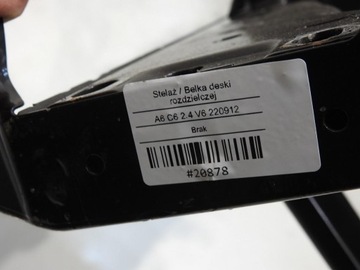 Stelaż / Belka deski
rozdzielczej
A6 C6 2.4 V6 220912
Brak
#20878